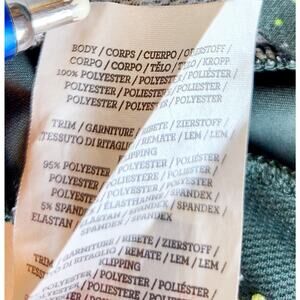 BODY / CORPS / CUERPO / ODERSTOFF /
CORPO / CORPO / TĚLO / TELO / KROPP
100% POLYESTER / POLYESTER / POLIÉSTER /
POLYESTER / POLYESTER / POLYESTER
POLYESTER / POLYESTER
TRIM / GARNITURE / RIBETE / ZIERSTOFF /
TESSUTO DI RITAGLIO / REMATE / LEM / LEM
KLIPPING
95% POLYESTER / POLYESTER / POLIÉSTER /
POLYESTER / POLIESTERE / POLIÉSTER /
POLYESTER / POLYESTER / POLYESTER
5% SPANDEX / ÉLASTHANNE / SPANDEX /
ELASTAN / SPANDEX / SPANDEX
ELASTAN / SPANDEX
TRIM / GARNITURE / RIBETE / ZIERSTOFF /
TESSUTO DI RITAGLIO / REMATE / LEM / LEM /
KLIPPING
POLYESTER / POLYESTER / POLIÉSTER /